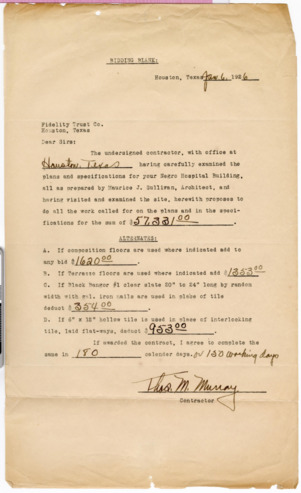 BIDDING BLANK:
Houston, Texas Jan 6, 1926
Fidelity Trust Co.
Houston, Texas
Dear Sirs:
The undersigned contractor, with office at
Houston, Texas having carefully examined the
plans and specifications for your Negro Hospital Building,
all as prepared by Maurice J. Sullivan, Architect, and
having visited and examined the site, herewith proposes to
do all the work called for on the plans and in the speci-
fications for the sum of $57,331.00
ALTERNATES:
A. If composition floors are used where indicated add to
my bid $1620.00
B. If Terrazzo floors are used where indicated add $1353.00
C. If Black Bangor #1 clear slate 20" to 24" long by random
width with gal. iron nails are used in place of tile
deduct $354.00
D. If 6" x 12" hollow tile is used in place of interlocking
tile, laid flat-ways, deduct $953.00
If awarded the contract, I agree to complete the
same in 180 calendar days. or 150 working days
Thos. M. Murray
Contractor